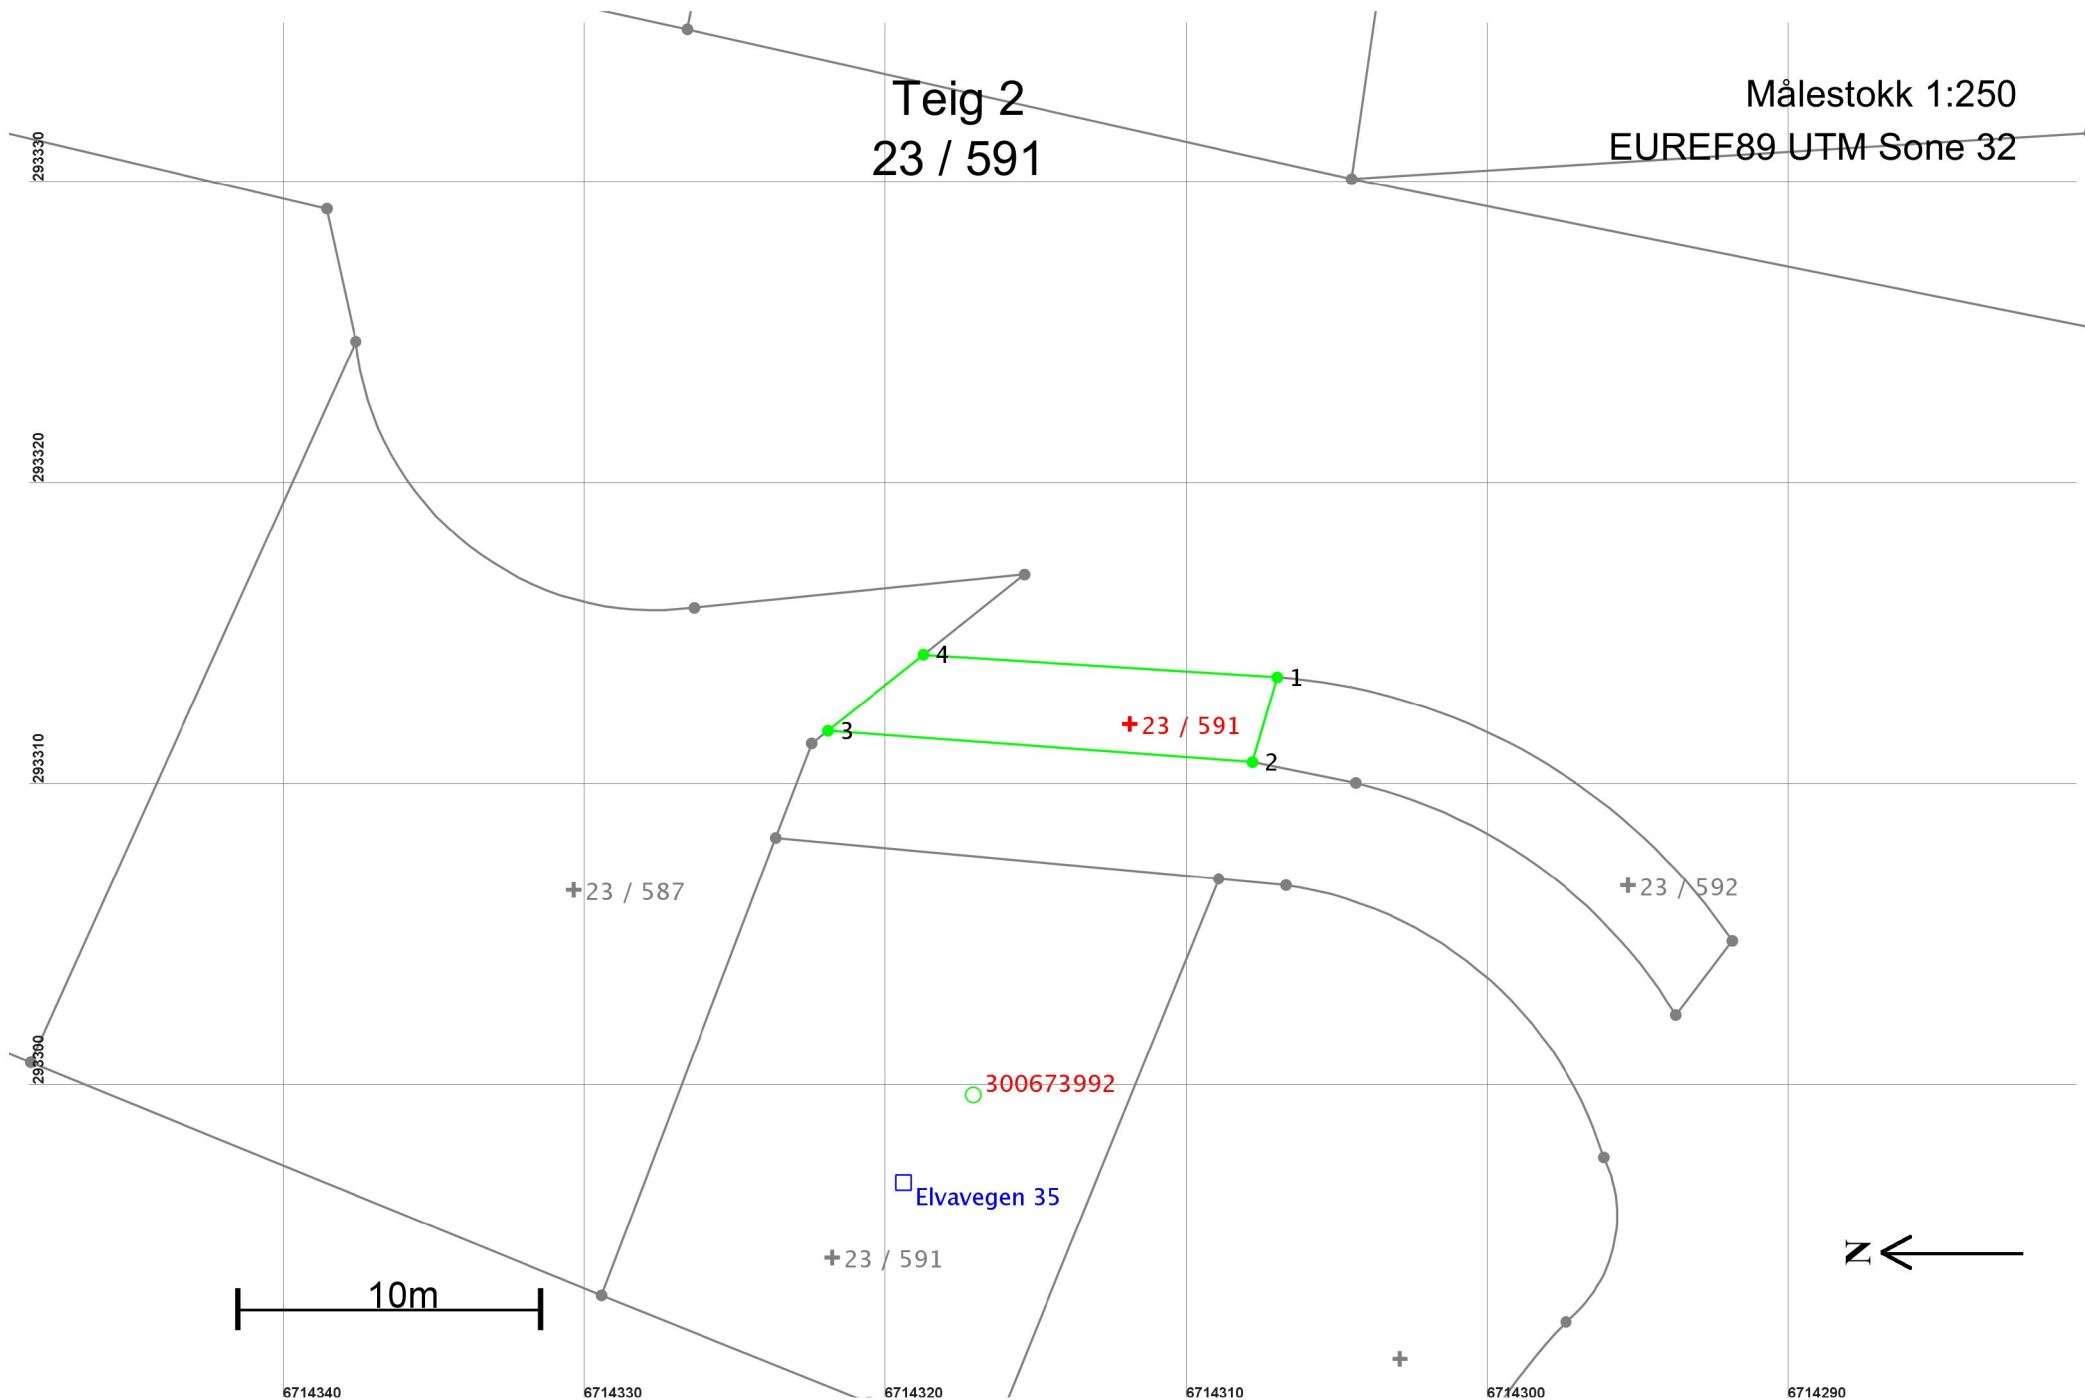 Teig 2
23 / 591
Målestokk 1:250
EUREF89 UTM Sone 32
293330
293320
4
1
23 / 591
3
2
293310
23 / 587
23 / 592
293300
300673992
Elvavegen 35
23 / 591
N
10m
6714340
6714330
6714320
6714310
6714300
6714290